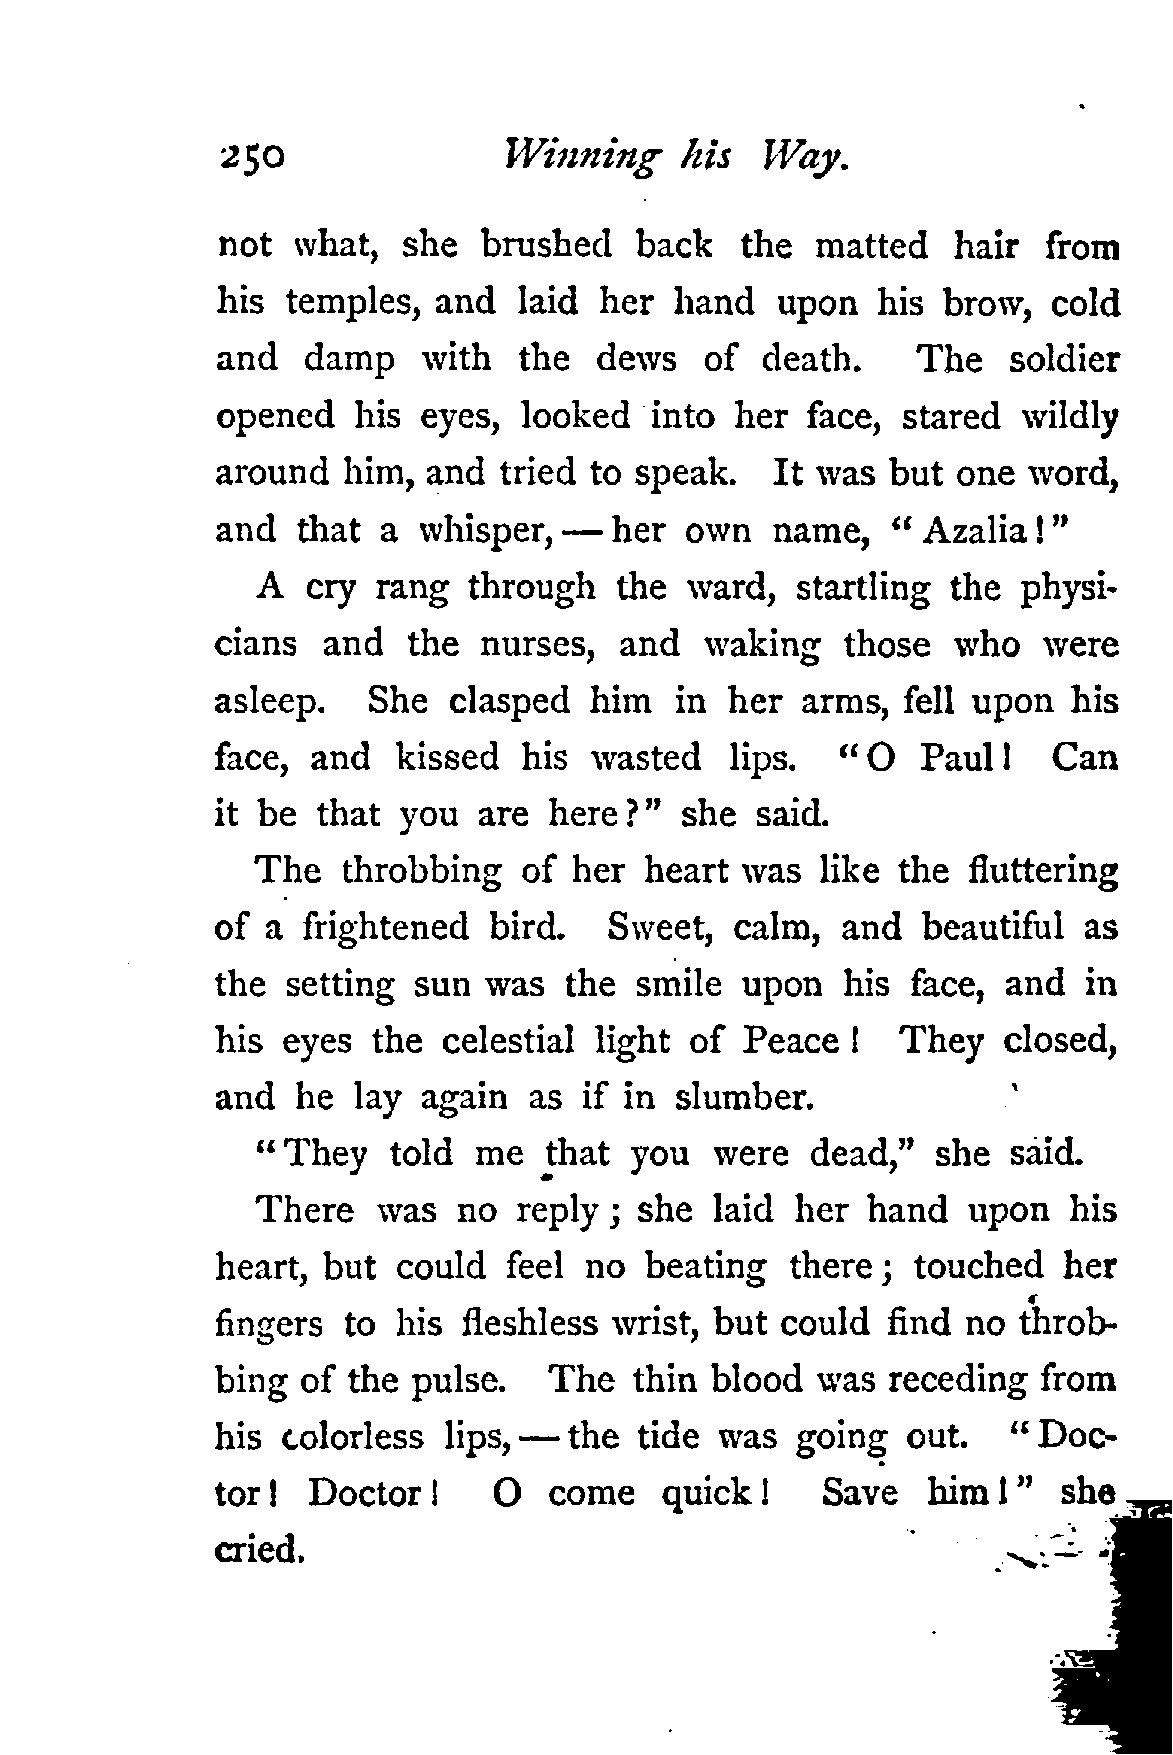 250 Winning his Way.
not what, she brushed back the matted hair from
his temples, and laid her hand upon his brow, cold
and damp with the dews of death. The soldier
opened his eyes, looked into her face, stared wildly
around him, and tried to speak. It was but one word,
and that a whisper,—her own name, "Azalia!"
A cry rang through the ward, startling the physi-
cians and the nurses, and waking those who were
asleep. She clasped him in her arms, fell upon his
face, and kissed his wasted lips. "O Paul! Can
it be that you are here?" she said.
The throbbing of her heart was like the fluttering
of a frightened bird. Sweet, calm, and beautiful as
the setting sun was the smile upon his face, and in
his eyes the celestial light of Peace! They closed,
and he lay again as if in slumber.
"They told me that you were dead," she said.
There was no reply; she laid her hand upon his
heart, but could feel no beating there; touched her
fingers to his fleshless wrist, but could find no throb-
bing of the pulse. The thin blood was receding from
his colorless lips,—the tide was going out. "Doc-
tor! Doctor! O come quick! Save him!" she
cried.